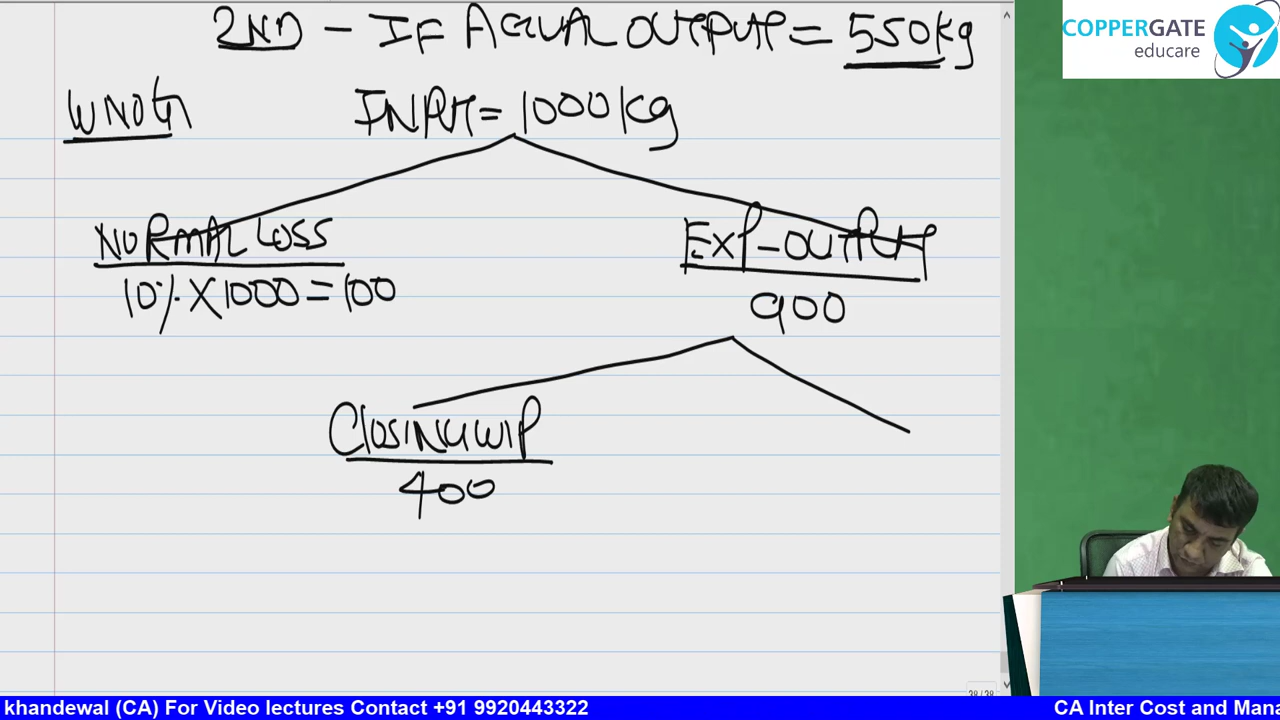 2ND - IF ACTUAL OUTPUT = 550kg
COPPERGATE
educare
INPUT = 1000kg
NORMAL LOSS
EXP-OUTPUT
10% X 1000 = 100
900
CLOSING WIP
400
khandewal (CA) For Video lectures Contact +91 9920443322
CA Inter Cost and Mana